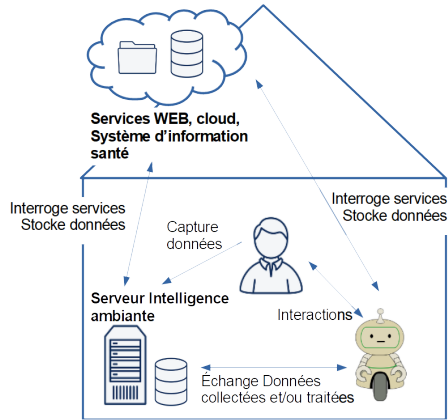 Services WEB, cloud,
Système d'information
santé
Interroge services
Stocke données
Interroge services
Stocke données
Capture
données
Serveur Intelligence
ambiante
Interactions
Échange Données
collectées et/ou traitées